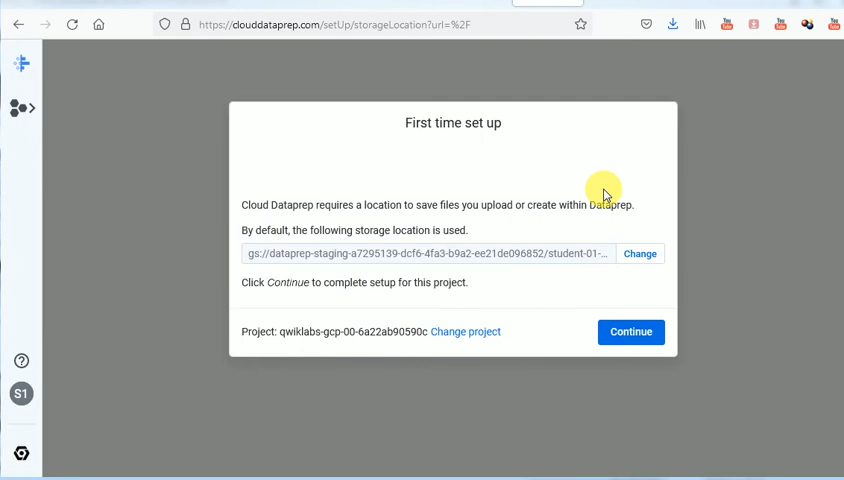 https://clouddataprep.com/setUp/storageLocation?url=%2F
First time set up
Cloud Dataprep requires a location to save files you upload or create within Dataprep.
By default, the following storage location is used.
gs://dataprep-staging-a7295139-dcf6-4fa3-b9a2-ee21de096852/student-01-...
Change
Click Continue to complete setup for this project.
Project: qwiklabs-gcp-00-6a22ab90590c Change project
Continue
S1